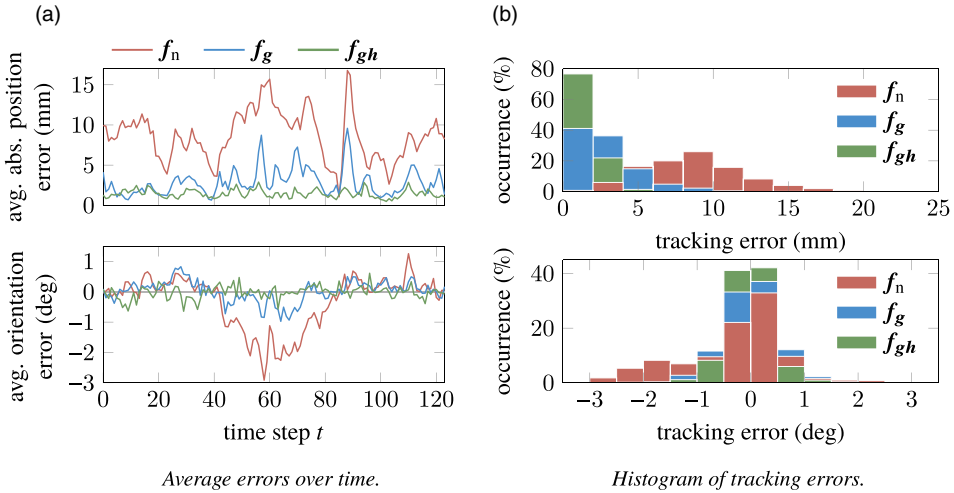 (a)
f_n f_g f_gh
avg. abs. position
error (mm)
15
10
5
0
avg. orientation
error (deg)
1
0
−1
−2
−3
0 20 40 60 80 100 120
time step t
Average errors over time.
(b)
occurrence (%)
80
60
40
20
0
f_n
f_g
f_gh
0 5 10 15 20 25
tracking error (mm)
occurrence (%)
40
20
0
f_n
f_g
f_gh
−3 −2 −1 0 1 2 3
tracking error (deg)
Histogram of tracking errors.